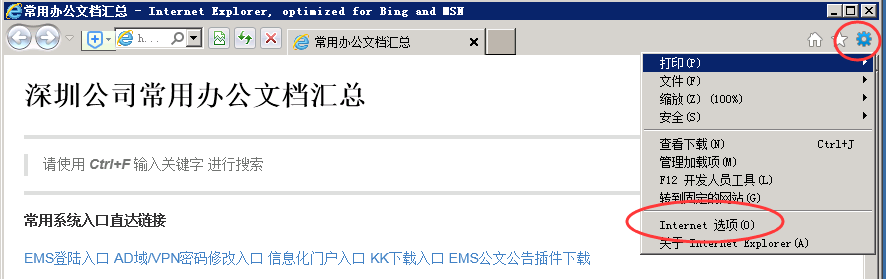 常用办公文档汇总 - Internet Explorer, optimized for Bing and MSN
h...
常用办公文档汇总
打印(P)
文件(F)
缩放(Z) (100%)
安全(S)
查看下载(N) Ctrl+J
管理加载项(M)
F12 开发人员工具(L)
转到固定的网站(G)
Internet 选项(O)
关于 Internet Explorer(A)
深圳公司常用办公文档汇总
请使用 Ctrl+F 输入关键字 进行搜索
常用系统入口直达链接
EMS登陆入口 AD域/VPN密码修改入口 信息化门户入口 KK下载入口 EMS公文公告插件下载